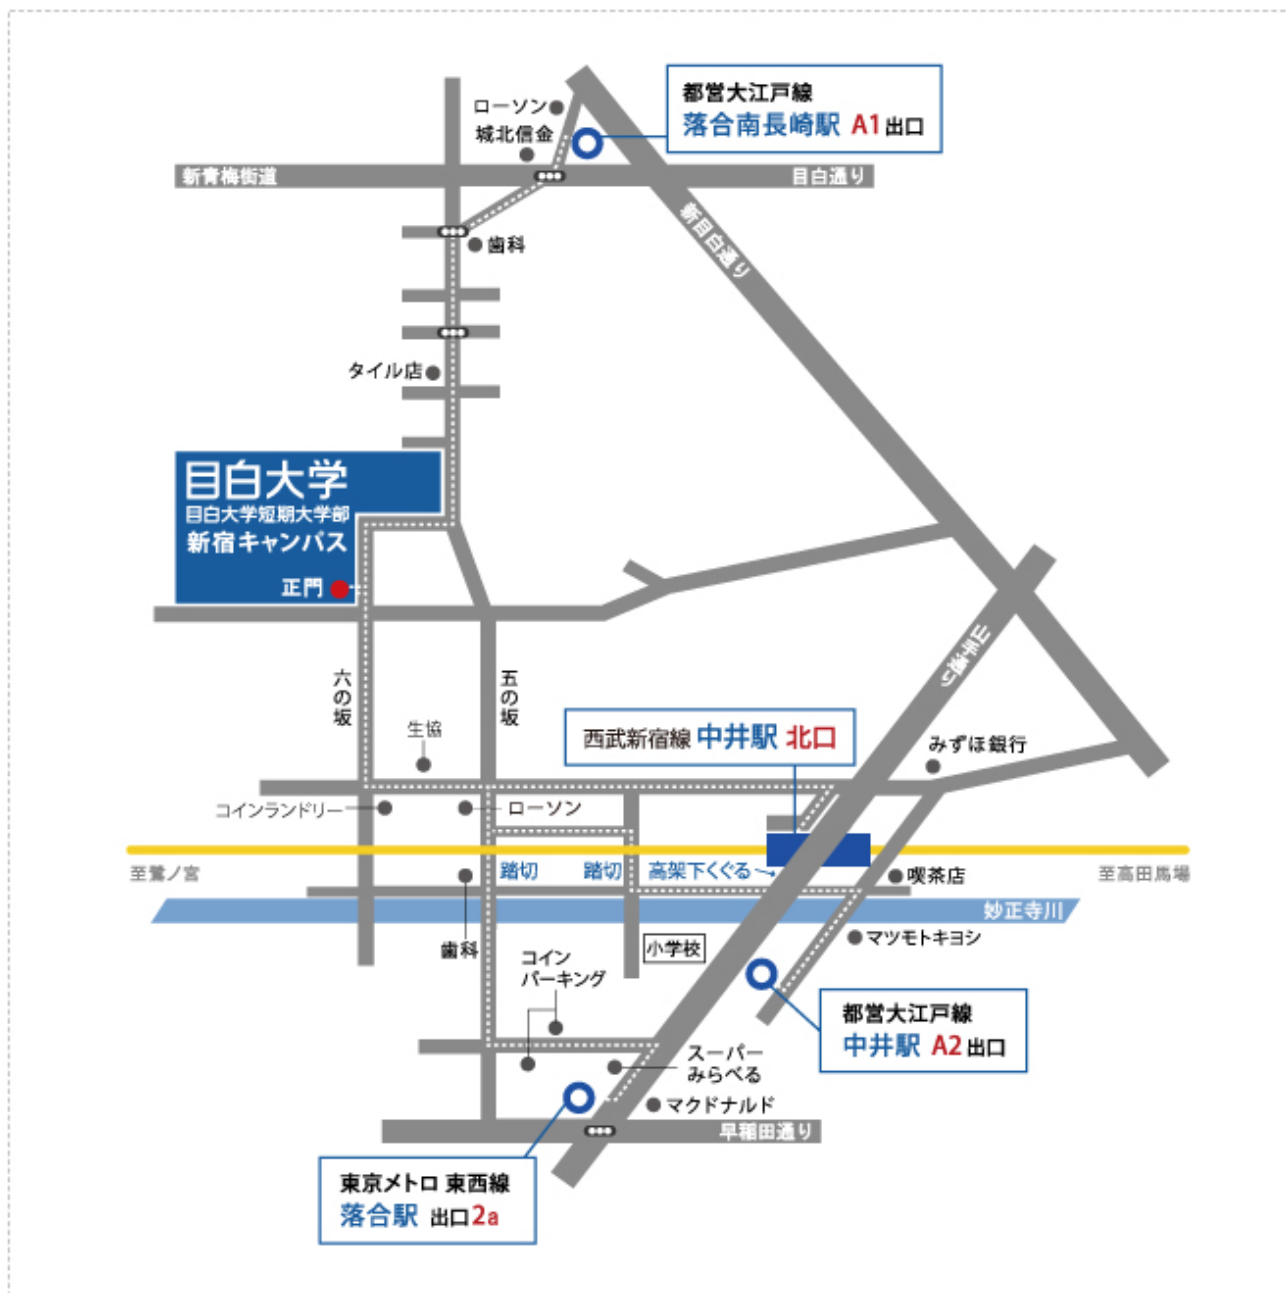 ローソン
城北信金
都営大江戸線
落合南長崎駅 A1出口
新青梅街道
目白通り
新目白通り
歯科
タイル店
目白大学
目白大学短期大学部
新宿キャンパス
正門
山手通り
六の坂
五の坂
生協
西武新宿線 中井駅 北口
みずほ銀行
コインランドリー
ローソン
至鷺ノ宮
踏切
踏切
高架下くぐる→
喫茶店
至高田馬場
妙正寺川
歯科
小学校
マツモトキヨシ
コイン
パーキング
都営大江戸線
中井駅 A2出口
スーパー
みらべる
マクドナルド
早稲田通り
東京メトロ 東西線
落合駅 出口2a